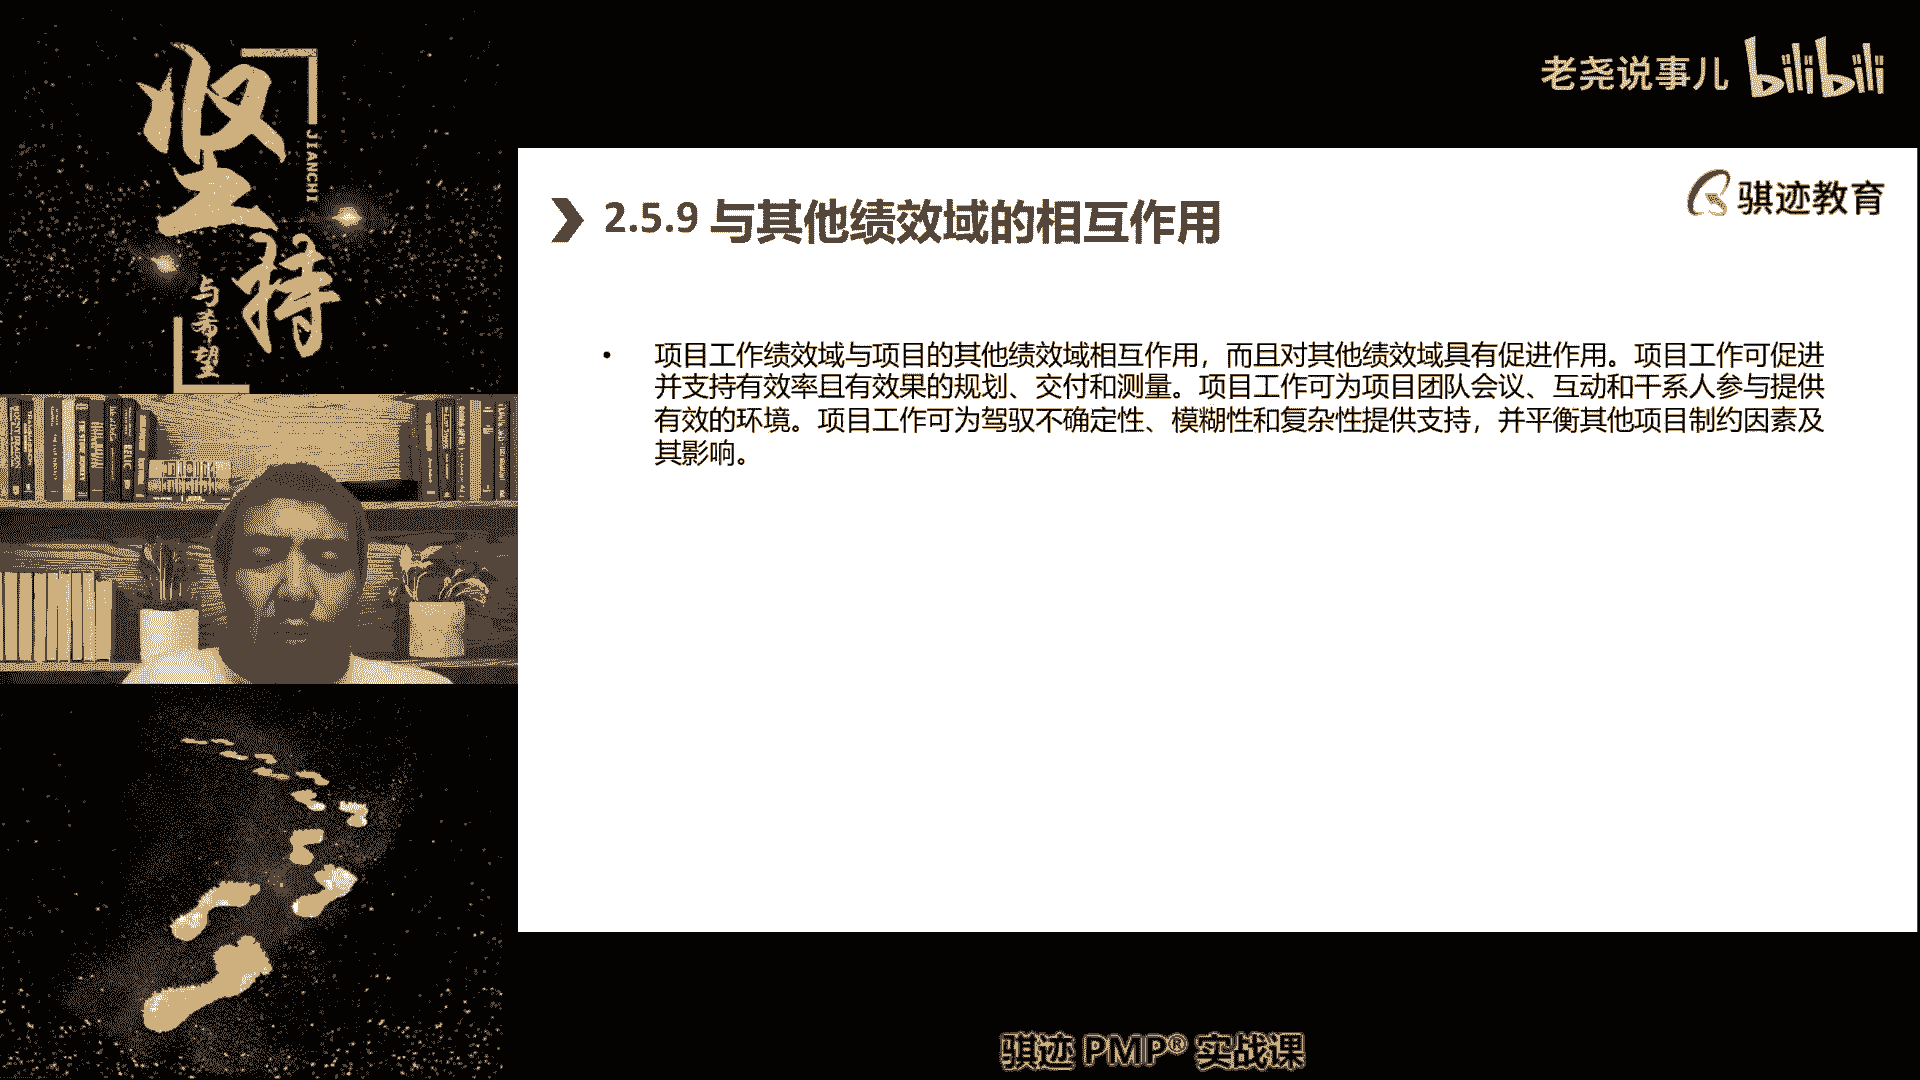 坚持
JIANCHI
与希望
老尧说事儿 bilibili
骐迹教育
2.5.9 与其他绩效域的相互作用
• 项目工作绩效域与项目的其他绩效域相互作用，而且对其他绩效域具有促进作用。项目工作可促进
并支持有效率且有效果的规划、交付和测量。项目工作可为项目团队会议、互动和干系人参与提供
有效的环境。项目工作可为驾驭不确定性、模糊性和复杂性提供支持，并平衡其他项目制约因素及
其影响。
骐迹 PMP® 实战课